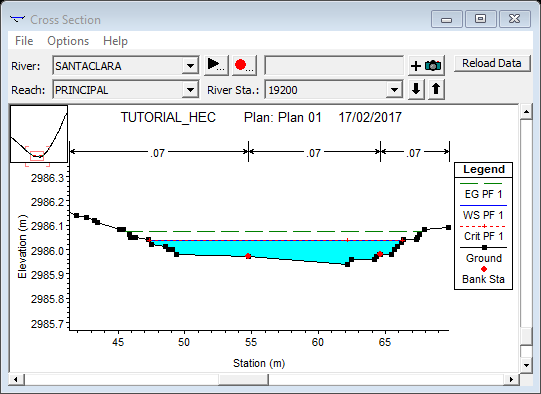 Cross Section
File Options Help
River: SANTACLARA Reload Data
Reach: PRINCIPAL River Sta.: 19200
TUTORIAL_HEC Plan: Plan 01 17/02/2017
.07 .07 .07
Legend
EG PF 1
WS PF 1
Crit PF 1
Ground
Bank Sta
Elevation (m)
2986.3
2986.2
2986.1
2986.0
2985.9
2985.8
2985.7
45 50 55 60 65
Station (m)